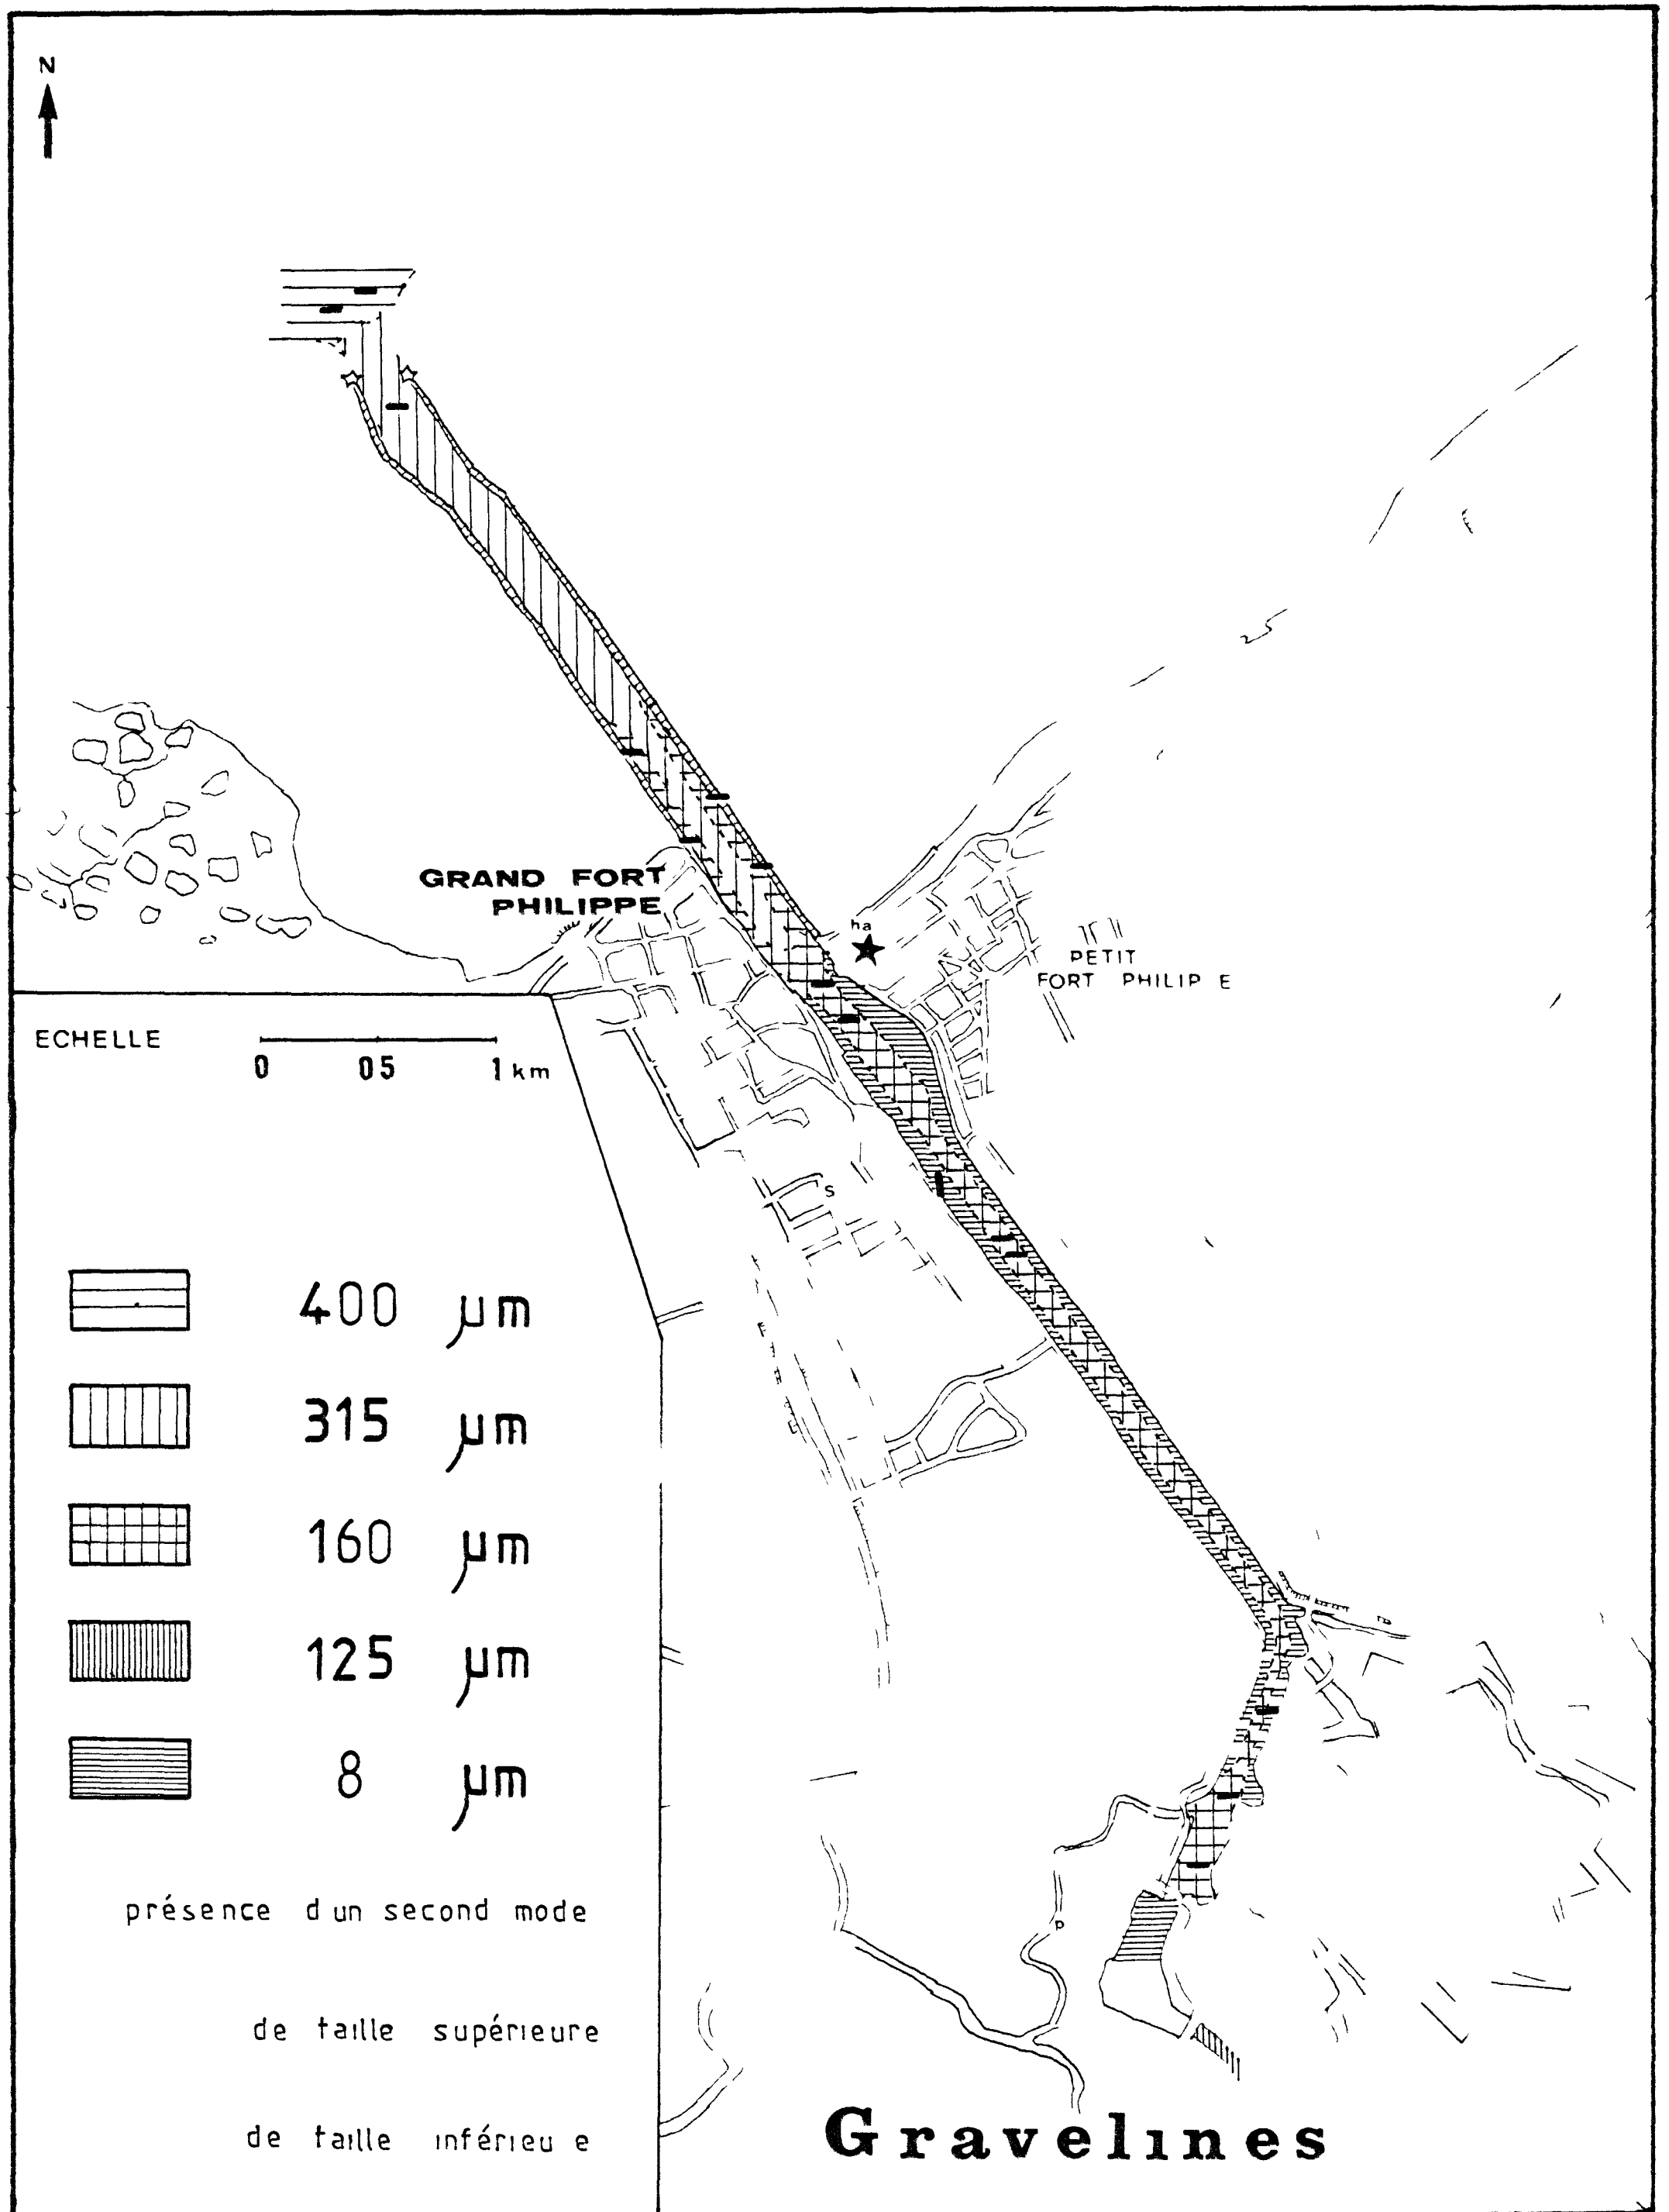 N
GRAND FORT
PHILIPPE
ha
PETIT
FORT PHILIP E
ECHELLE
0 05 1 km
s
400 µm
315 µm
160 µm
125 µm
8 µm
présence d un second mode
de taille supérieure
de taille inférieu e
p
Gravelines